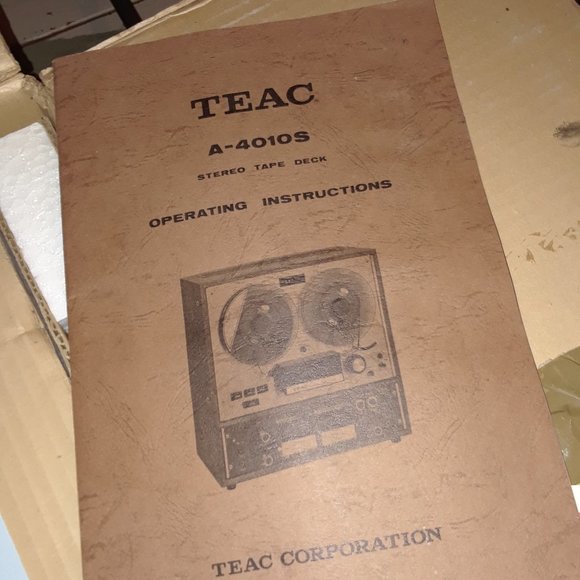 TEAC
A-4010S
STEREO TAPE DECK
OPERATING INSTRUCTIONS
TEAC CORPORATION